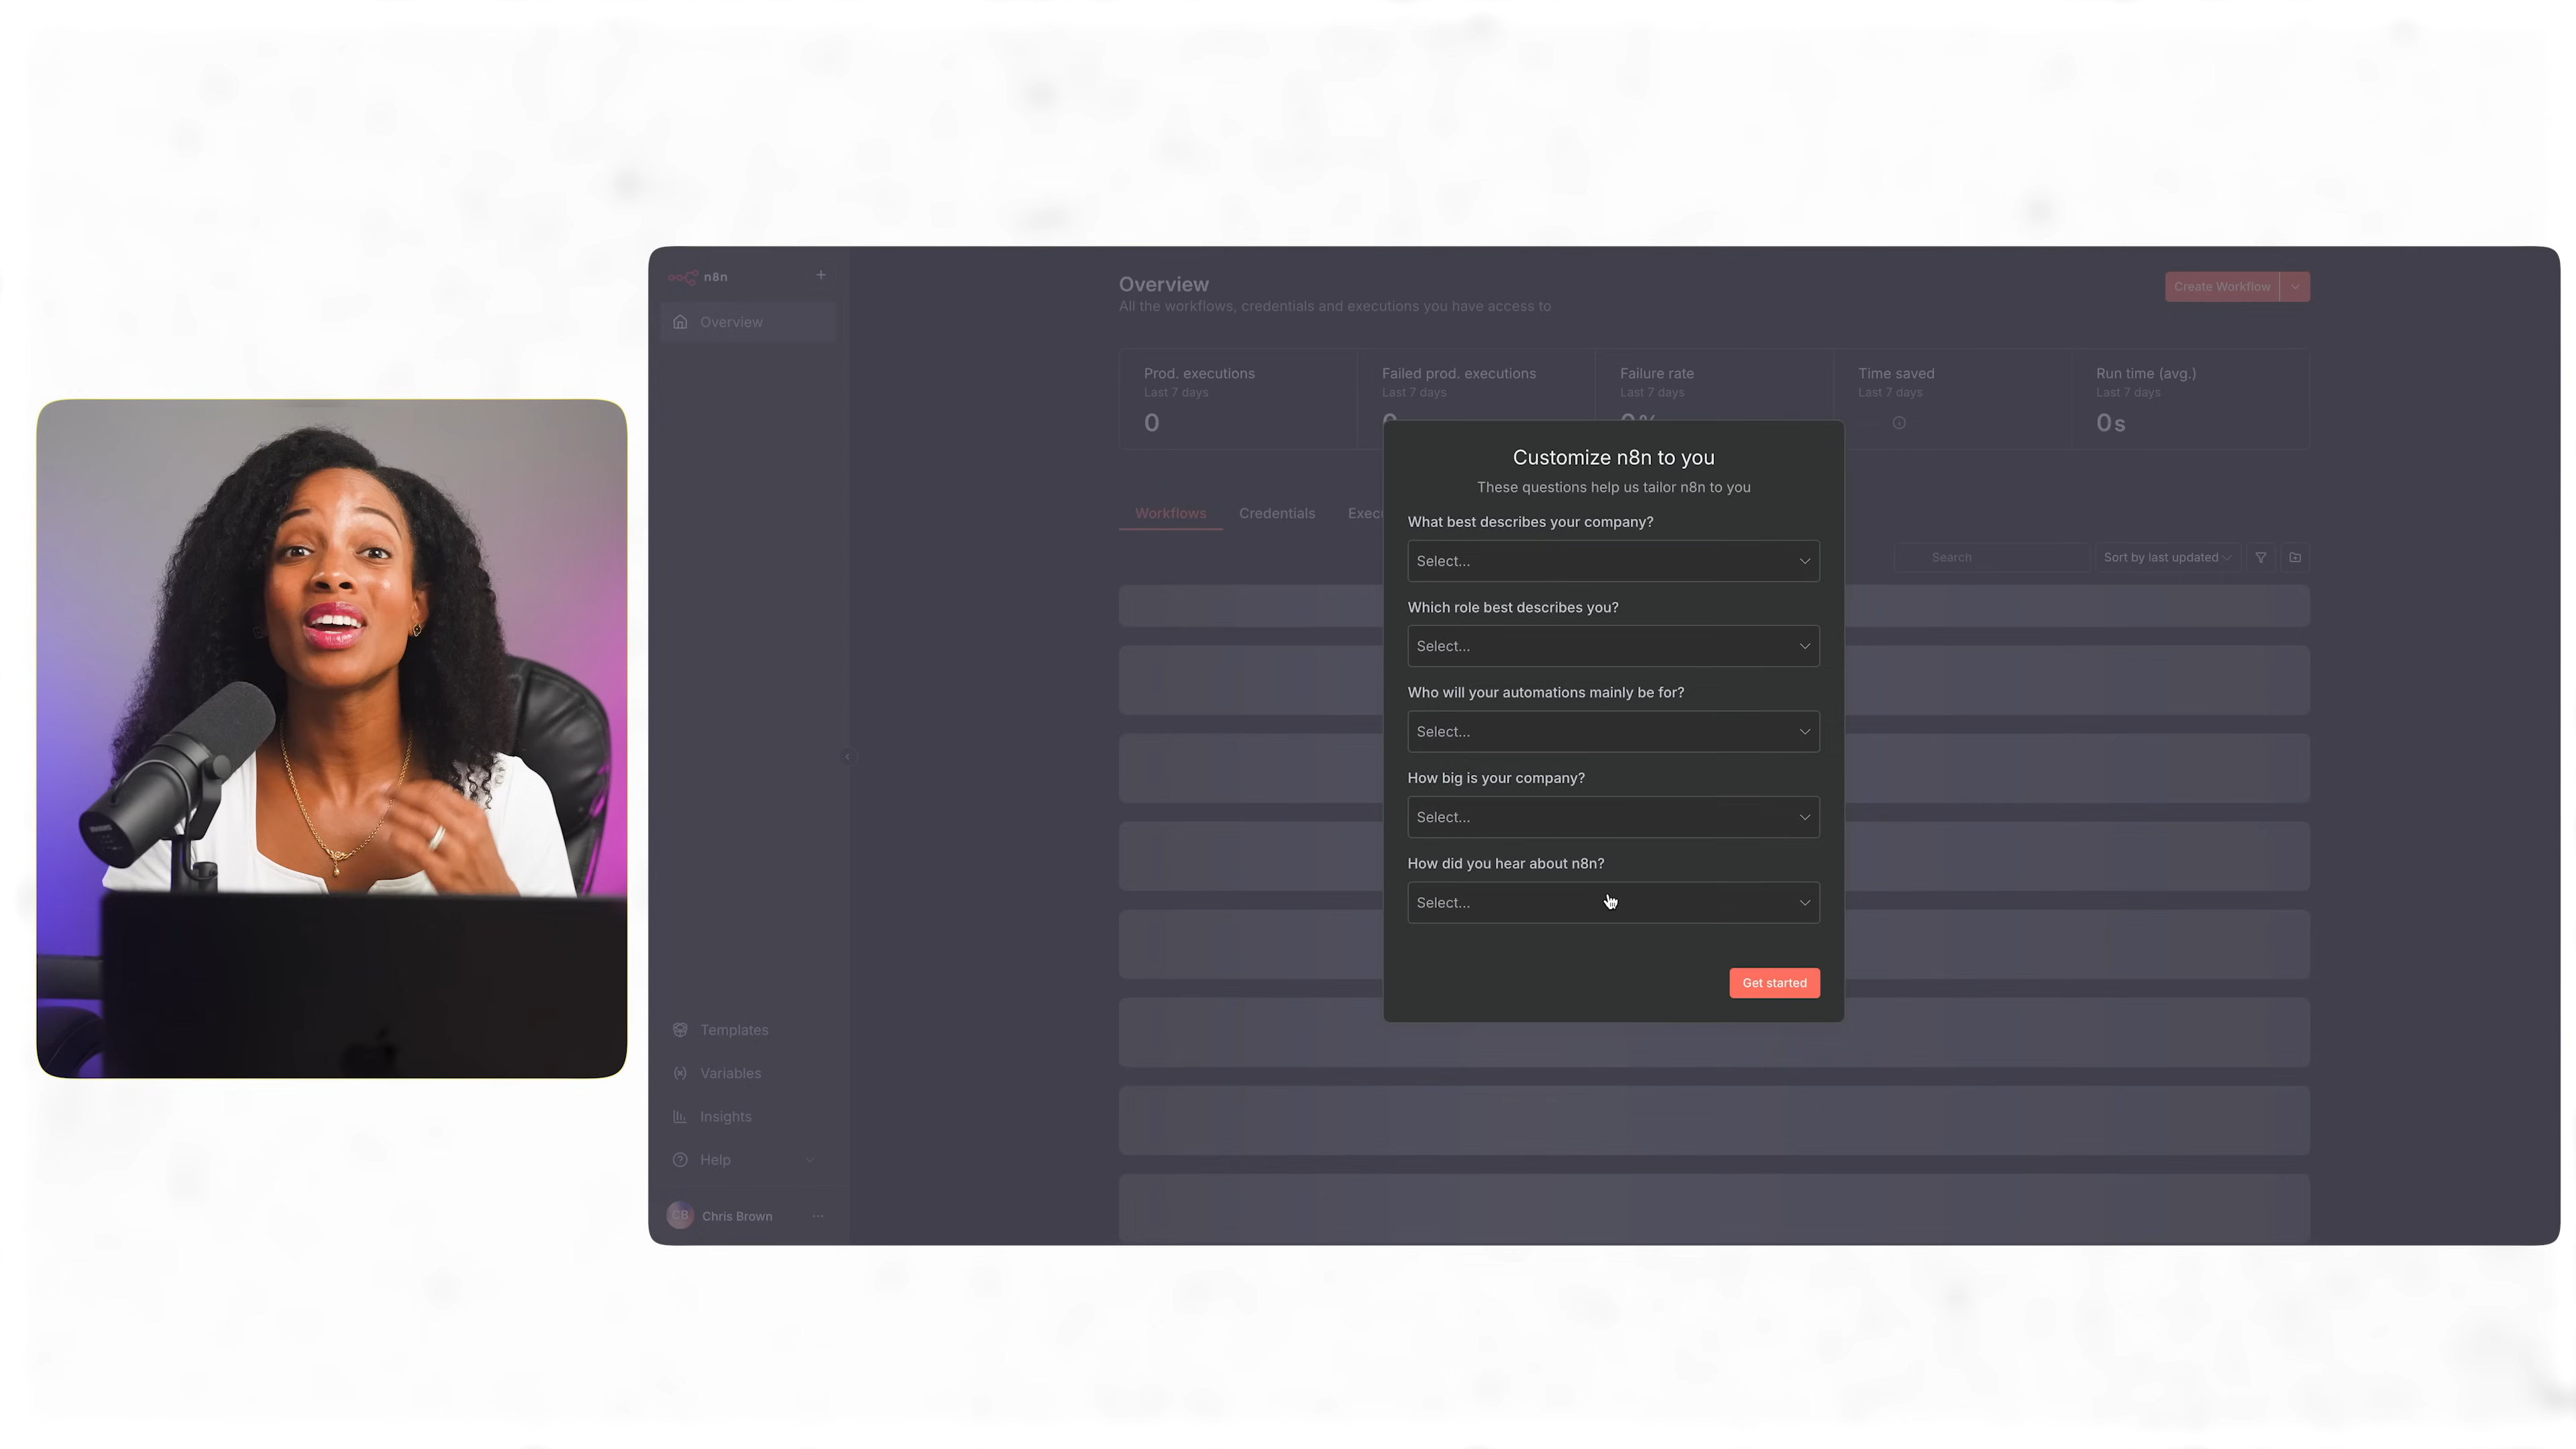 n8n
Overview
Templates
Variables
Insights
Help
CB
Chris Brown
Overview
All the workflows, credentials and executions you have access to
Create Workflow
Prod. executions
Last 7 days
0
Failed prod. executions
Last 7 days
Failure rate
Last 7 days
Time saved
Last 7 days
Run time (avg.)
Last 7 days
0s
Workflows
Credentials
Search
Sort by last updated
Customize n8n to you
These questions help us tailor n8n to you
What best describes your company?
Select...
Which role best describes you?
Select...
Who will your automations mainly be for?
Select...
How big is your company?
Select...
How did you hear about n8n?
Select...
Get started